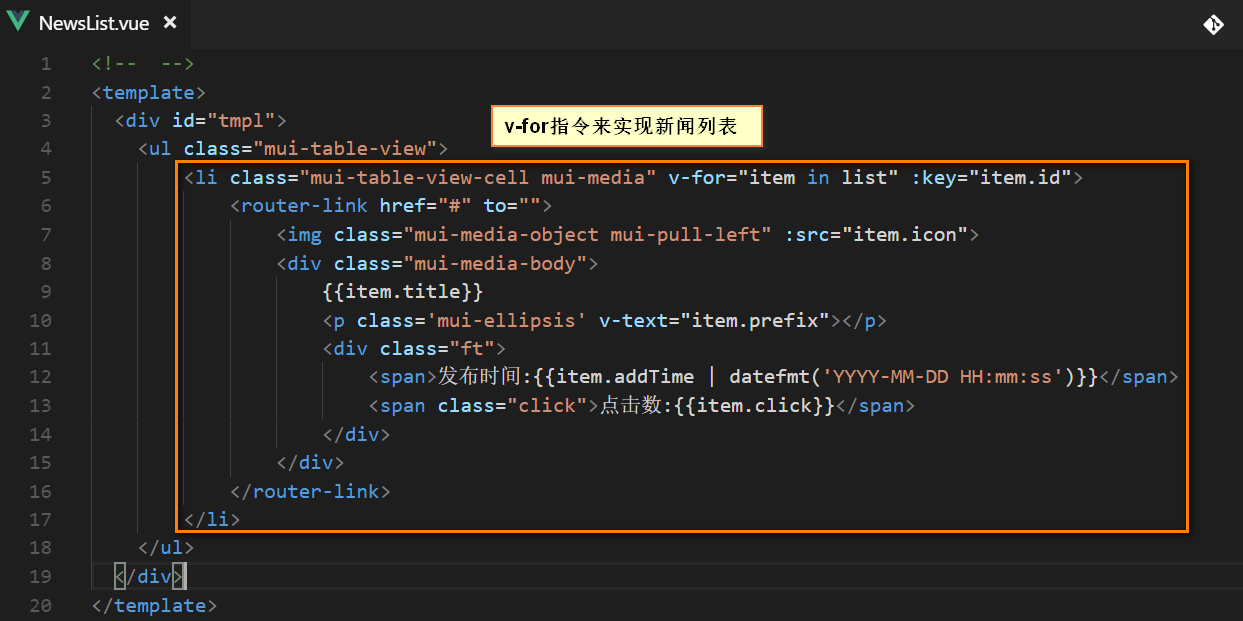 NewsList.vue ×
v-for指令来实现新闻列表
1 <!--  -->
2 <template>
3 <div id="tmpl">
4 <ul class="mui-table-view">
5 <li class="mui-table-view-cell mui-media" v-for="item in list" :key="item.id">
6 <router-link href="#" to="">
7 <img class="mui-media-object mui-pull-left" :src="item.icon">
8 <div class="mui-media-body">
9 {{item.title}}
10 <p class='mui-ellipsis' v-text="item.prefix"></p>
11 <div class="ft">
12 <span>发布时间:{{item.addTime | datefmt('YYYY-MM-DD HH:mm:ss')}}</span>
13 <span class="click">点击数:{{item.click}}</span>
14 </div>
15 </div>
16 </router-link>
17 </li>
18 </ul>
19 </div>
20 </template>